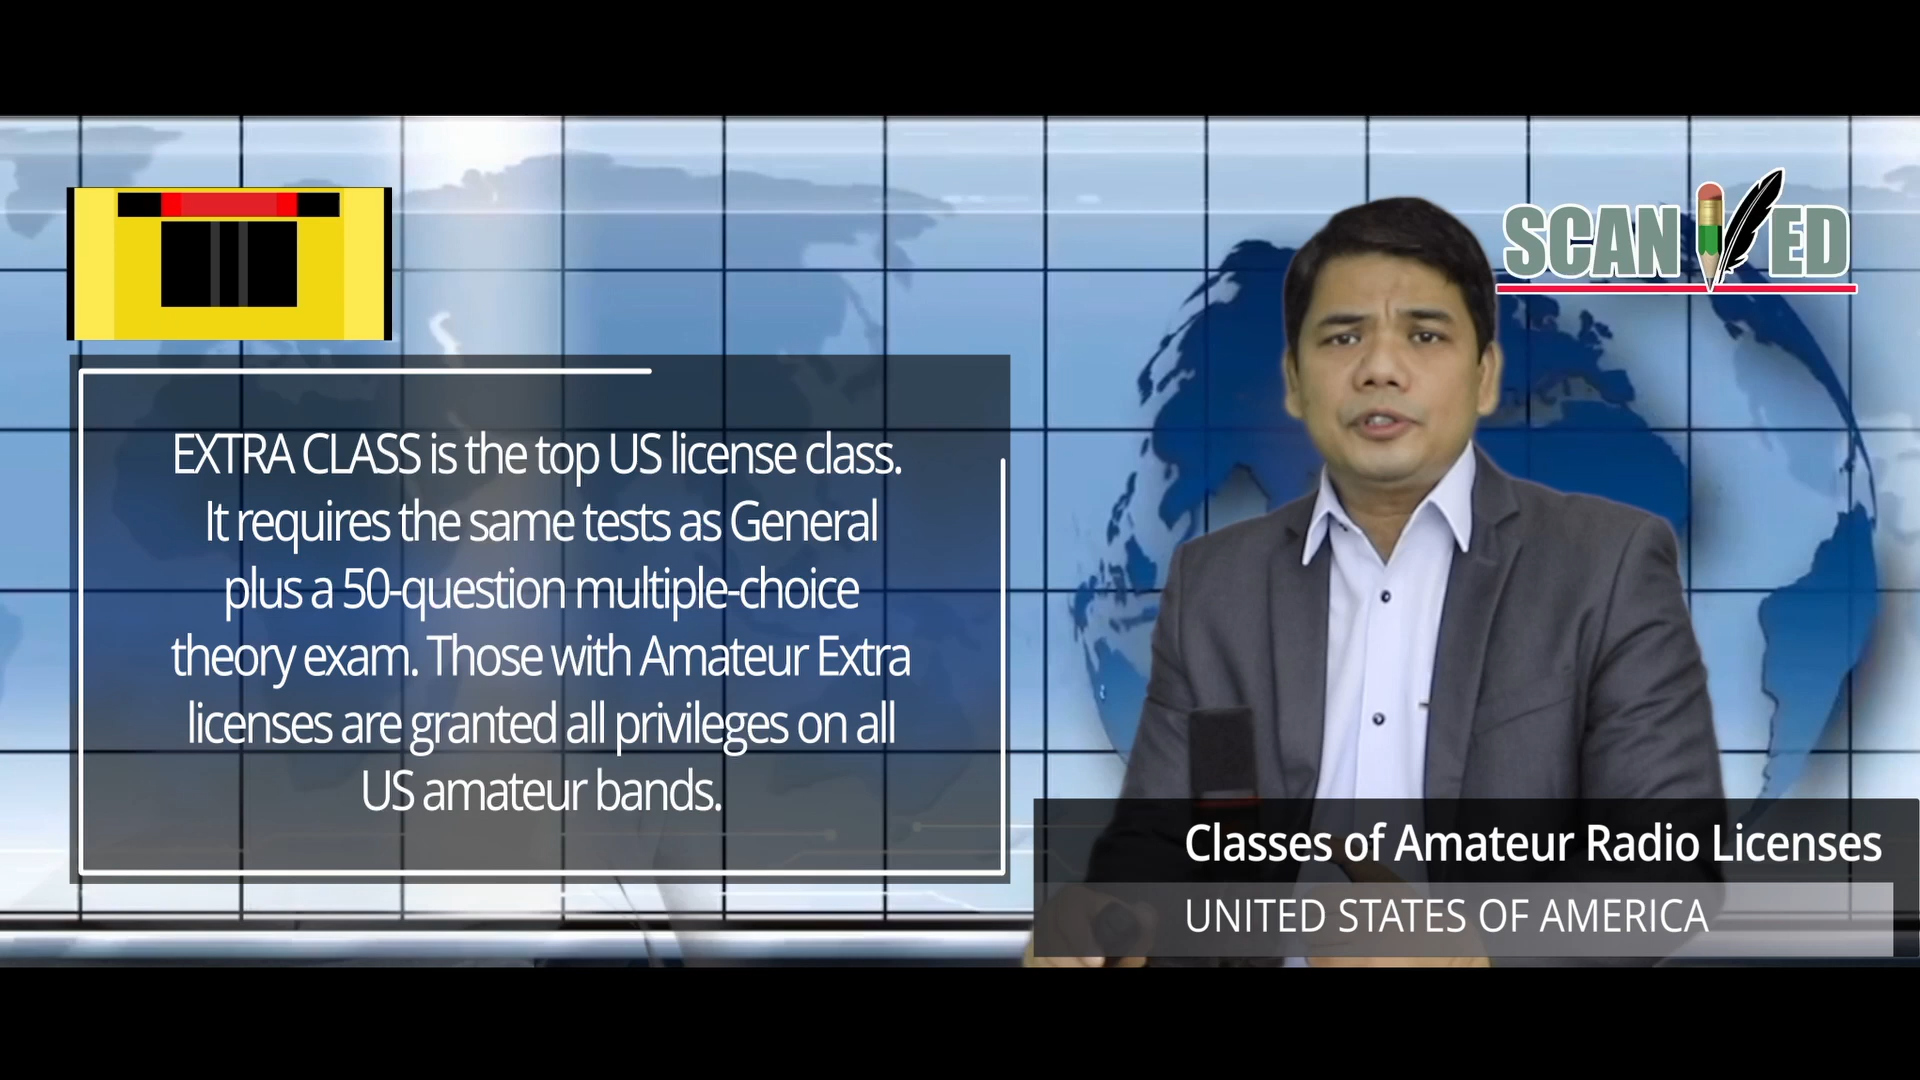 SCAN ED
EXTRA CLASS is the top US license class.
It requires the same tests as General
plus a 50-question multiple-choice
theory exam. Those with Amateur Extra
licenses are granted all privileges on all
US amateur bands.
Classes of Amateur Radio Licenses
UNITED STATES OF AMERICA